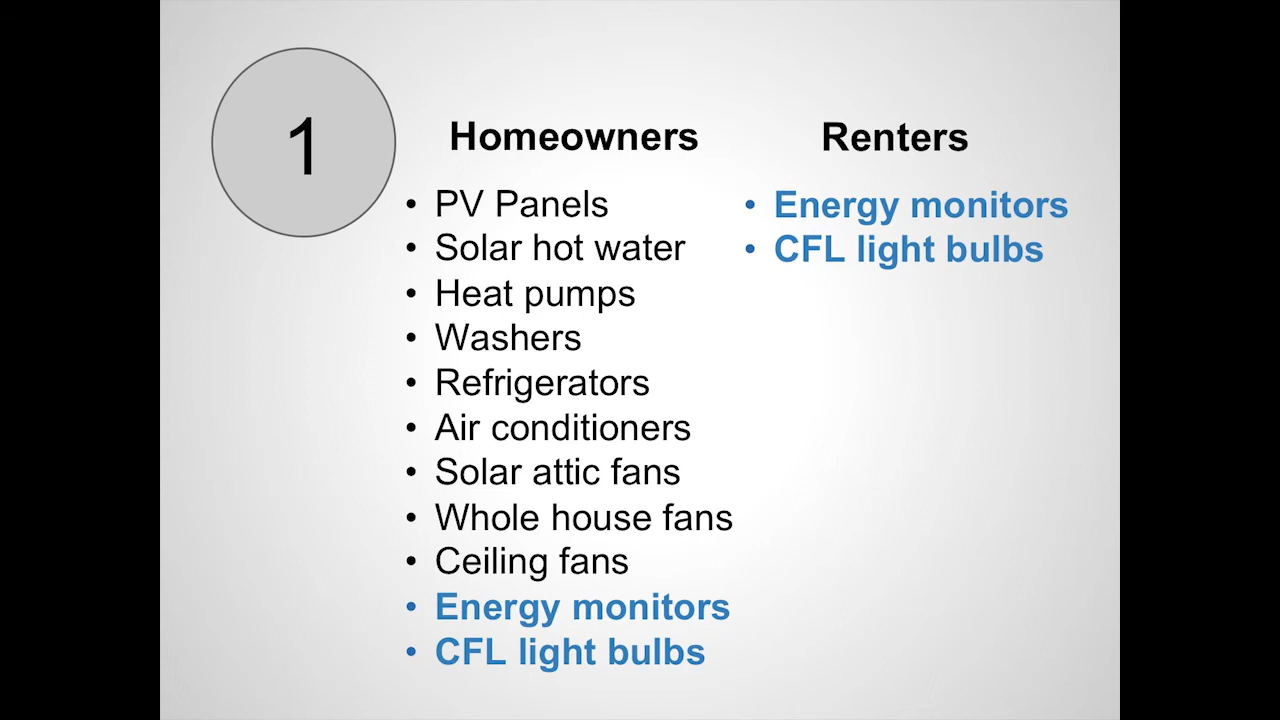 1
Homeowners
• PV Panels
• Solar hot water
• Heat pumps
• Washers
• Refrigerators
• Air conditioners
• Solar attic fans
• Whole house fans
• Ceiling fans
• Energy monitors
• CFL light bulbs
Renters
• Energy monitors
• CFL light bulbs